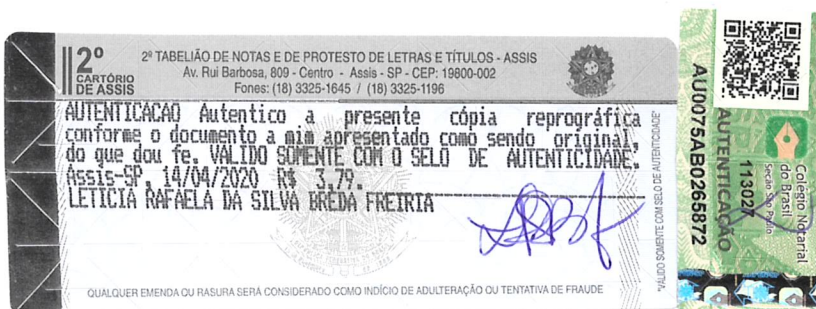 2º
CARTÓRIO
DE ASSIS
2ª TABELIÃO DE NOTAS E DE PROTESTO DE LETRAS E TÍTULOS - ASSIS
Av. Rui Barbosa, 809 - Centro - Assis - SP - CEP: 19800-002
Fones: (18) 3325-1645 / (18) 3325-1196
AUTENTICACAO Autentico a presente cópia reprográfica
conforme o documento a mim apresentado como sendo original,
do que dou fe. VALIDO SOMENTE COM O SELO DE AUTENTICIDADE.
Assis-SP, 14/04/2020 R$ 3,79.
LETICIA RAFAELA DA SILVA BREDA FREIRIA
QUALQUER EMENDA OU RASURA SERÁ CONSIDERADO COMO INDÍCIO DE ADULTERAÇÃO OU TENTATIVA DE FRAUDE
"VÁLIDO SOMENTE COM SELO DE AUTENTICIDADE"
Colégio Notarial
do Brasil
Secão São Paulo
113027
AUTENTICAÇÃO
AU0075AB0265872